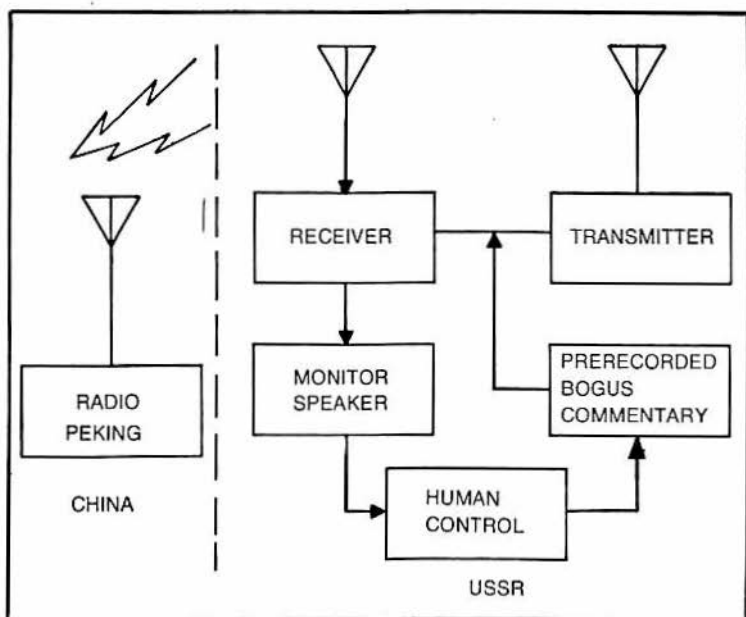 RECEIVER
TRANSMITTER
RADIO
PEKING
MONITOR
SPEAKER
PRERECORDED
BOGUS
COMMENTARY
CHINA
HUMAN
CONTROL
USSR